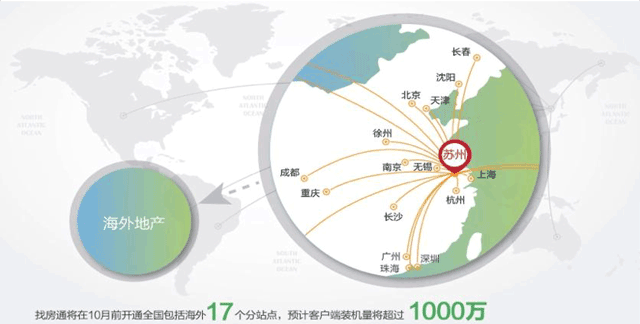 长春
沈阳
北京
天津
徐州
苏州
南京
无锡
上海
成都
重庆
杭州
长沙
广州
深圳
珠海
海外地产
NORTH
ATLANTIC
OCEAN
NORTH
ATLANTIC
OCEAN
NORTH
ATLANTIC
OCEAN
SOUTH
ATLANTIC
OCEAN
找房通将在10月前开通全国包括海外17个分站点，预计客户端装机量将超过 1000万